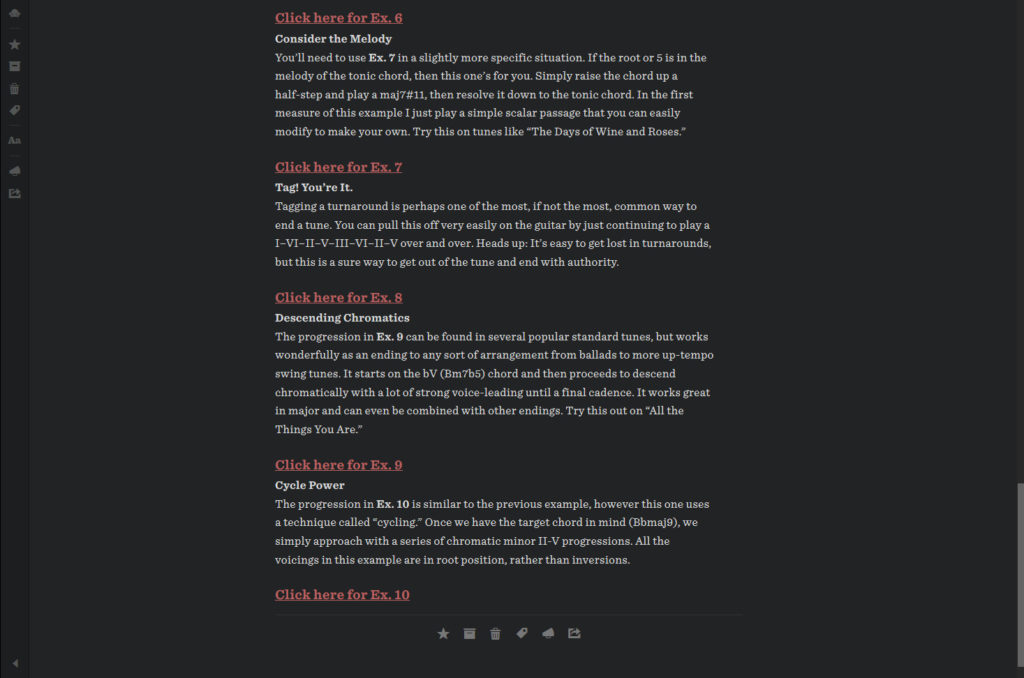 Click here for Ex. 6
Consider the Melody
You’ll need to use Ex. 7 in a slightly more specific situation. If the root or 5 is in the
melody of the tonic chord, then this one’s for you. Simply raise the chord up a
half-step and play a maj7#11, then resolve it down to the tonic chord. In the first
measure of this example I just play a simple scalar passage that you can easily
modify to make your own. Try this on tunes like “The Days of Wine and Roses.”
Click here for Ex. 7
Tag! You’re It.
Tagging a turnaround is perhaps one of the most, if not the most, common way to
end a tune. You can pull this off very easily on the guitar by just continuing to play a
I–VI–II–V–III–VI–II–V over and over. Heads up: It’s easy to get lost in turnarounds,
but this is a sure way to get out of the tune and end with authority.
Click here for Ex. 8
Descending Chromatics
The progression in Ex. 9 can be found in several popular standard tunes, but works
wonderfully as an ending to any sort of arrangement from ballads to more up-tempo
swing tunes. It starts on the bV (Bm7b5) chord and then proceeds to descend
chromatically with a lot of strong voice-leading until a final cadence. It works great
in major and can even be combined with other endings. Try this out on “All the
Things You Are.”
Click here for Ex. 9
Cycle Power
The progression in Ex. 10 is similar to the previous example, however this one uses
a technique called “cycling.” Once we have the target chord in mind (Bbmaj9), we
simply approach with a series of chromatic minor II-V progressions. All the
voicings in this example are in root position, rather than inversions.
Click here for Ex. 10
Aa